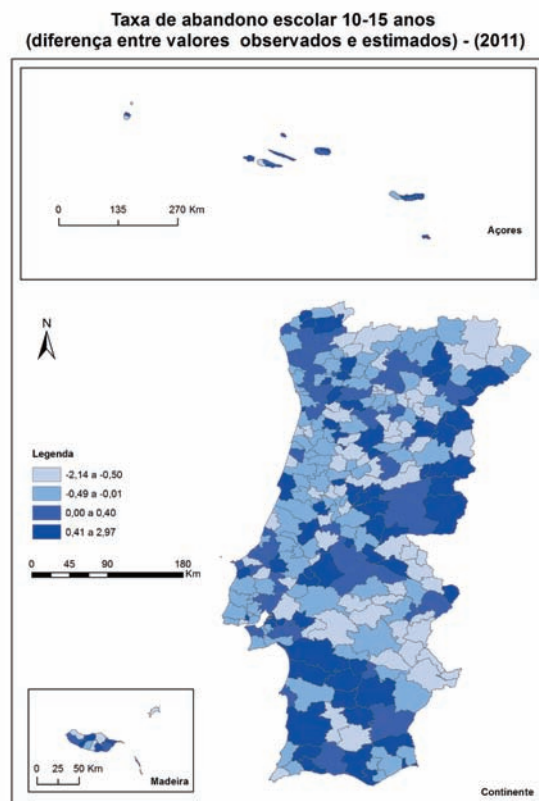 Taxa de abandono escolar 10-15 anos
(diferença entre valores observados e estimados) - (2011)
0 135 270 Km
Açores
N
Legenda
-2,14 a -0,50
-0,49 a -0,01
0,00 a 0,40
0,41 a 2,97
0 45 90 180
Km
0 25 50 Km
Madeira
Continente